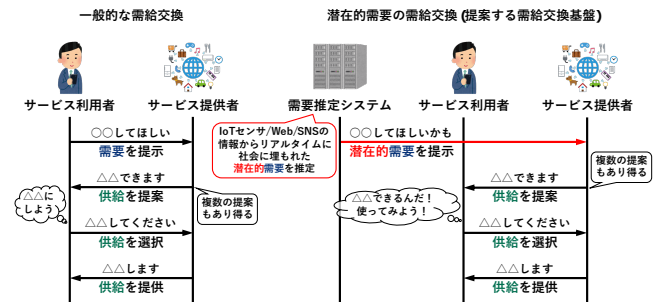 一般的な需給交換
潜在的需要の需給交換 (提案する需給交換基盤)
サービス利用者
サービス提供者
需要推定システム
サービス利用者
サービス提供者
〇〇してほしい
需要を提示
△△できます
供給を提案
△△に
しよう！
複数の提案
もあり得る
△△してください
供給を選択
△△します
供給を提供
IoTセンサ/Web/SNSの
情報からリアルタイムに
社会に埋もれた
潜在的需要を推定
〇〇してほしいかも
潜在的需要を提示
複数の提案
もあり得る
△△できます
供給を提案
△△できるんだ！
使ってみよう！
△△してください
供給を選択
△△します
供給を提供